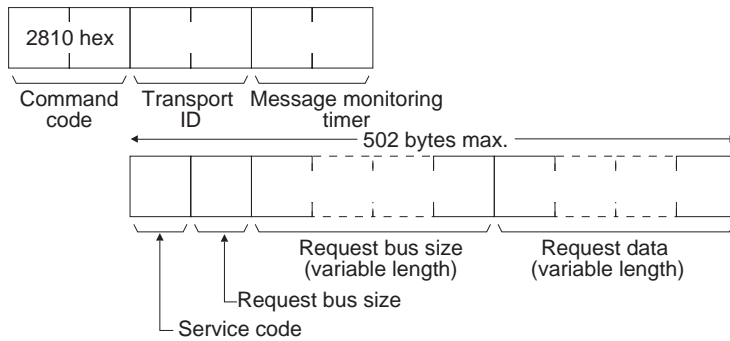 2810 hex
Command code
Transport ID
Message monitoring timer
502 bytes max.
Request bus size (variable length)
Request data (variable length)
Request bus size
Service code